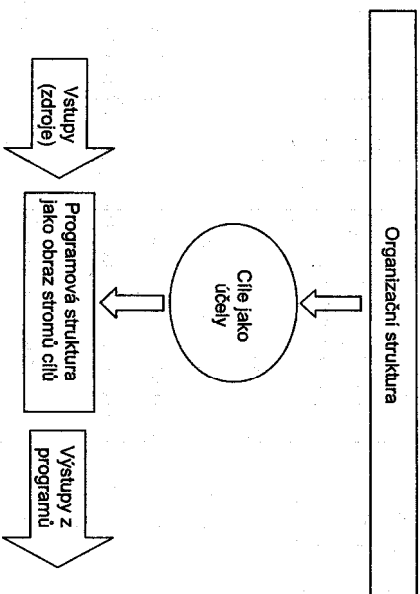 Organizační struktura
Cíle jako
účely
Vstupy
(zdroje)
Programová struktura
jako obraz stromů cílů
Výstupy z
programů